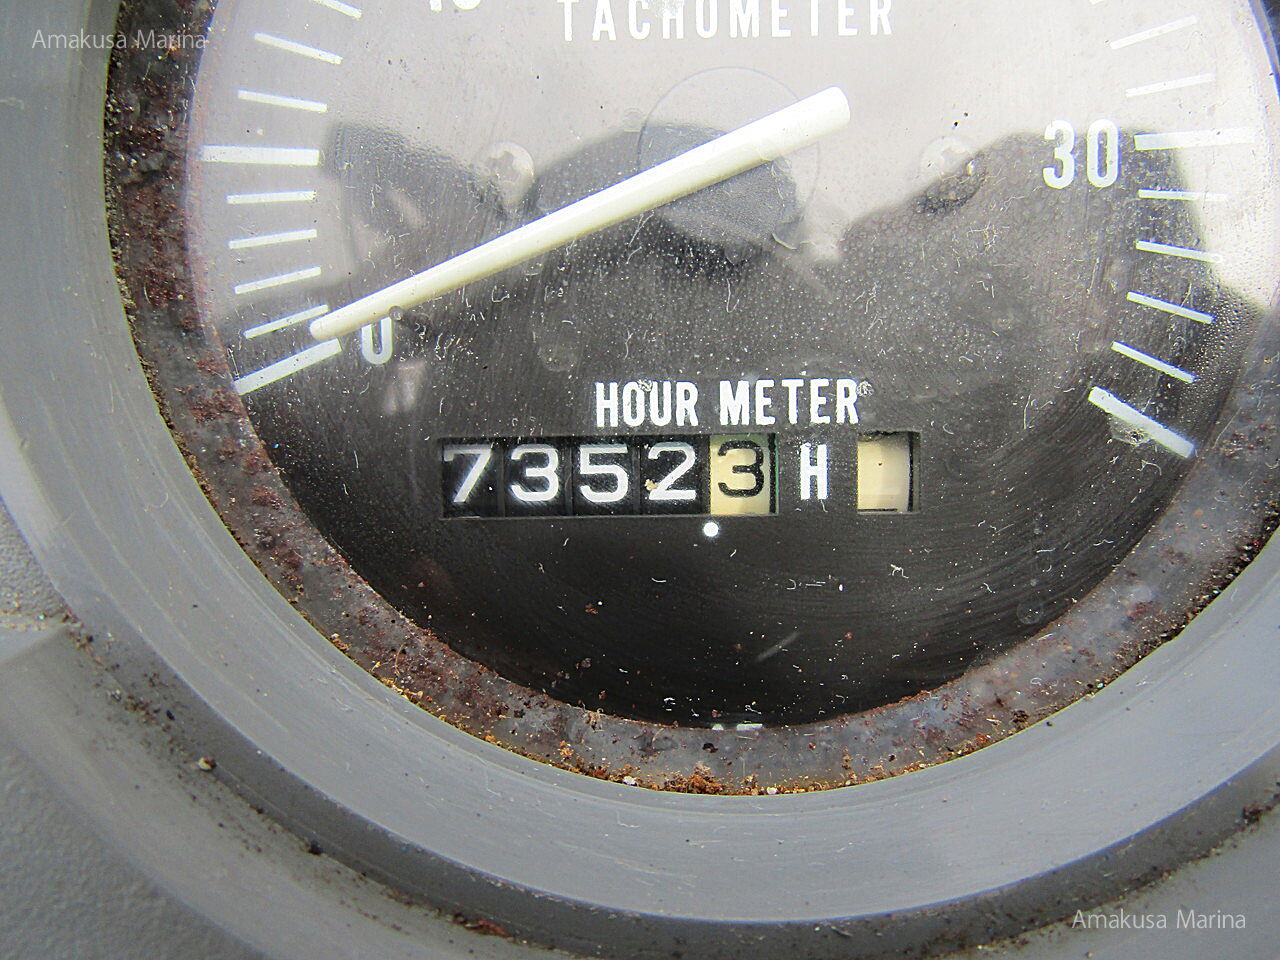 Amakusa Marina
TACHOMETER
30
0
HOUR METER
73523 H
Amakusa Marina